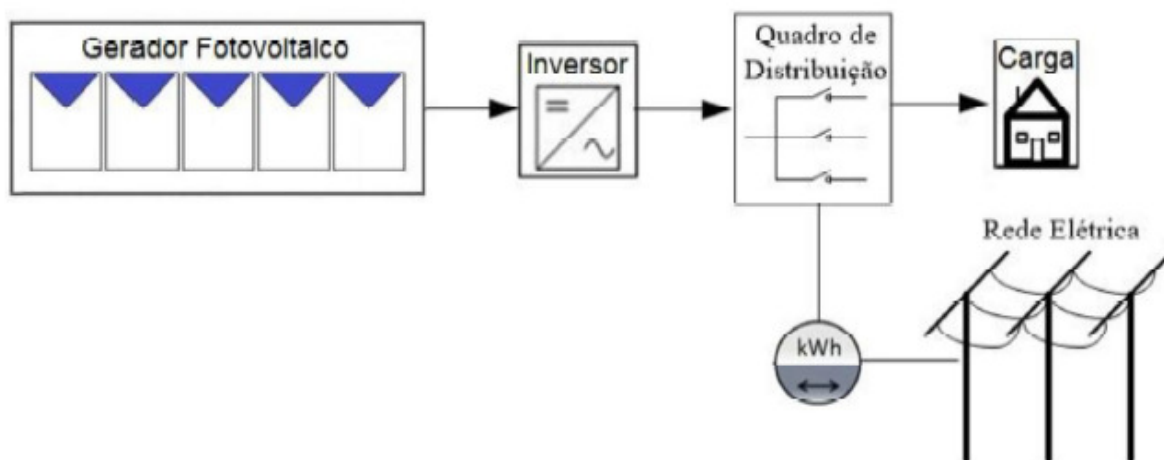 Gerador Fotovoltaico
Inversor
Quadro de
Distribuição
Carga
Rede Elétrica
kWh